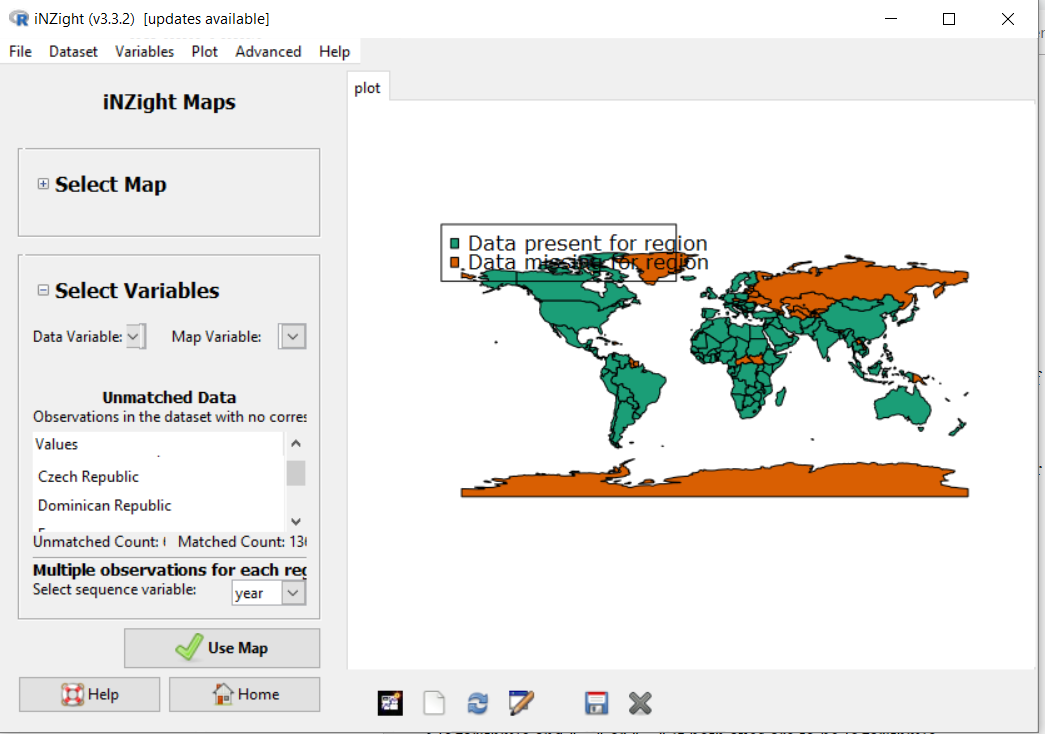 iNZight (v3.3.2) [updates available]
File Dataset Variables Plot Advanced Help
iNZight Maps
plot
Select Map
Select Variables
Data Variable: Map Variable:
Unmatched Data
Observations in the dataset with no corres
Values
Czech Republic
Dominican Republic
Unmatched Count: Matched Count: 13
Multiple observations for each reg
Select sequence variable: year
Use Map
Help Home
Data present for region
Data missing for region